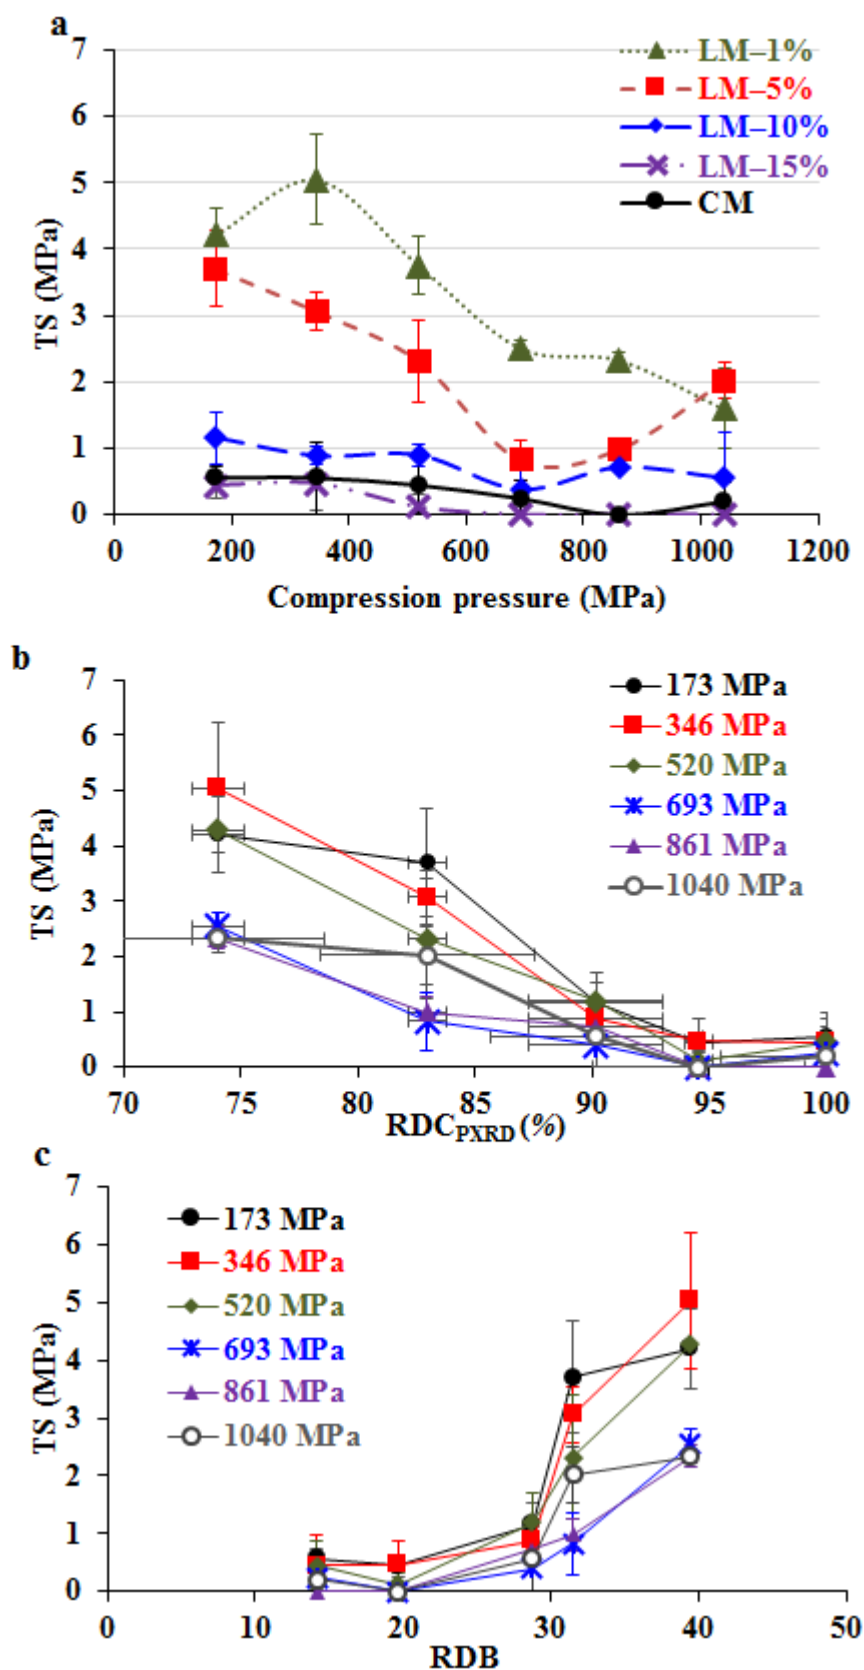 a
7
6
5
4
3
2
1
0
TS (MPa)
LM–1%
LM–5%
LM–10%
LM–15%
CM
0 200 400 600 800 1000 1200
Compression pressure (MPa)
b
7
6
5
4
3
2
1
0
TS (MPa)
173 MPa
346 MPa
520 MPa
693 MPa
861 MPa
1040 MPa
70 75 80 85 90 95 100
RDCPXRD (%)
c
7
6
5
4
3
2
1
0
TS (MPa)
173 MPa
346 MPa
520 MPa
693 MPa
861 MPa
1040 MPa
0 10 20 30 40 50
RDB